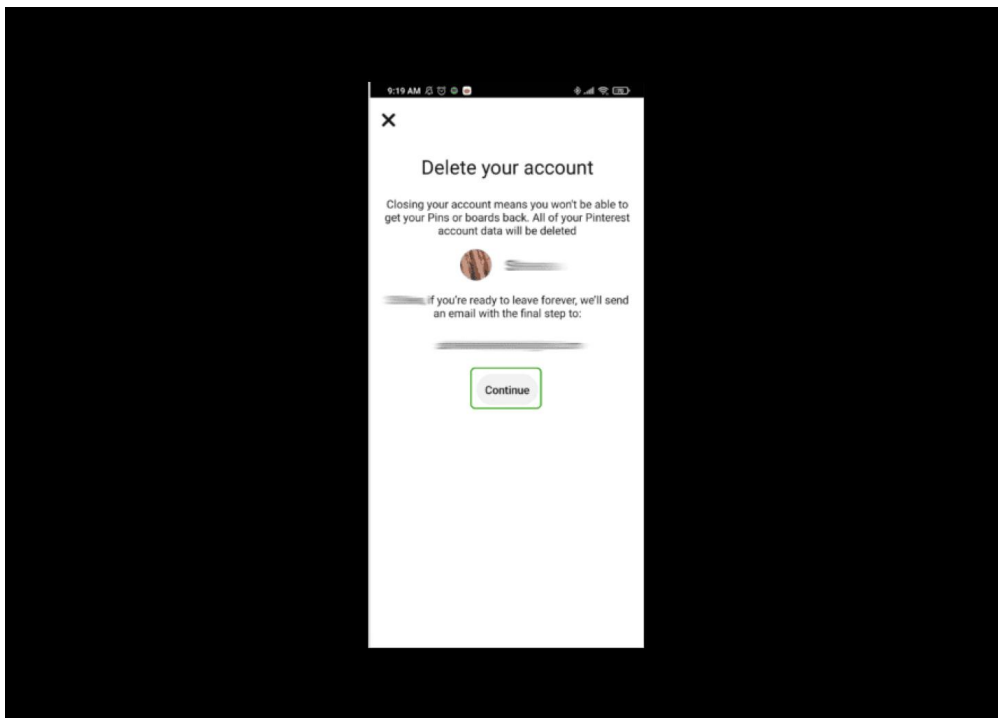 9:19 AM
Delete your account
Closing your account means you won't be able to
get your Pins or boards back. All of your Pinterest
account data will be deleted
if you're ready to leave forever, we'll send
an email with the final step to:
Continue